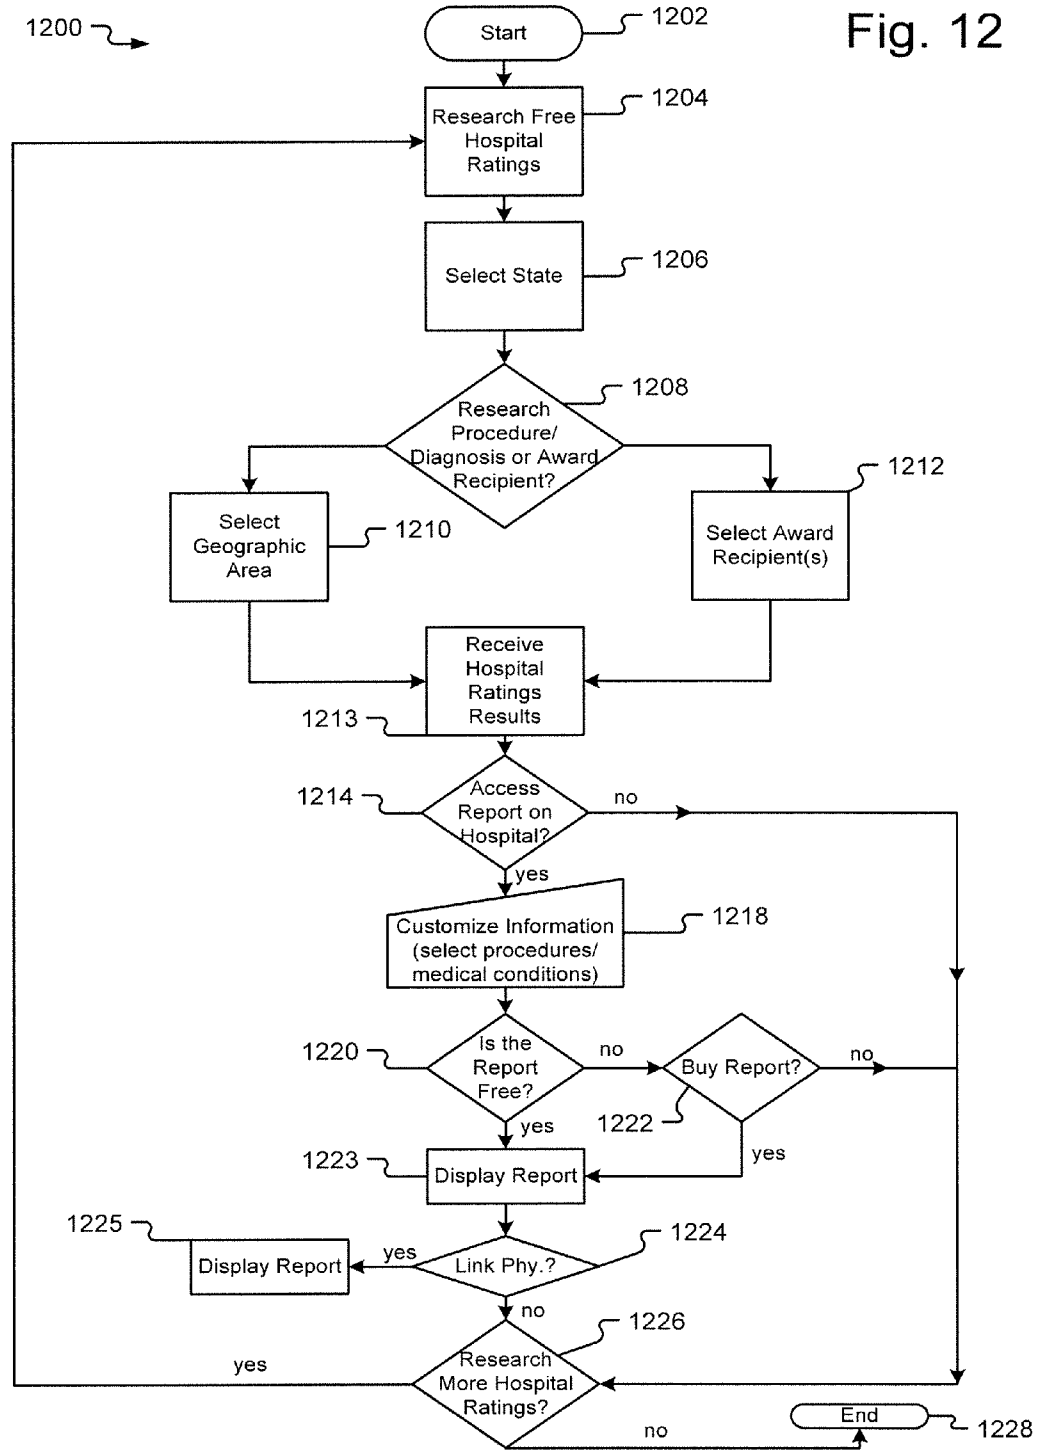 1200
1202
Fig. 12
Start
1204
Research Free
Hospital
Ratings
1206
Select State
1208
Research
Procedure/
Diagnosis or Award
Recipient?
1212
1210
Select
Geographic
Area
Select Award
Recipient(s)
Receive
Hospital
Ratings
Results
1213
1214
Access
Report on
Hospital?
no
yes
1218
Customize Information
(select procedures/
medical conditions)
1220
Is the
Report
Free?
no
Buy Report?
no
1222
yes
yes
1223
Display Report
1225
1224
Display Report
yes
Link Phy.?
no
1226
yes
Research
More Hospital
Ratings?
End
no
1228